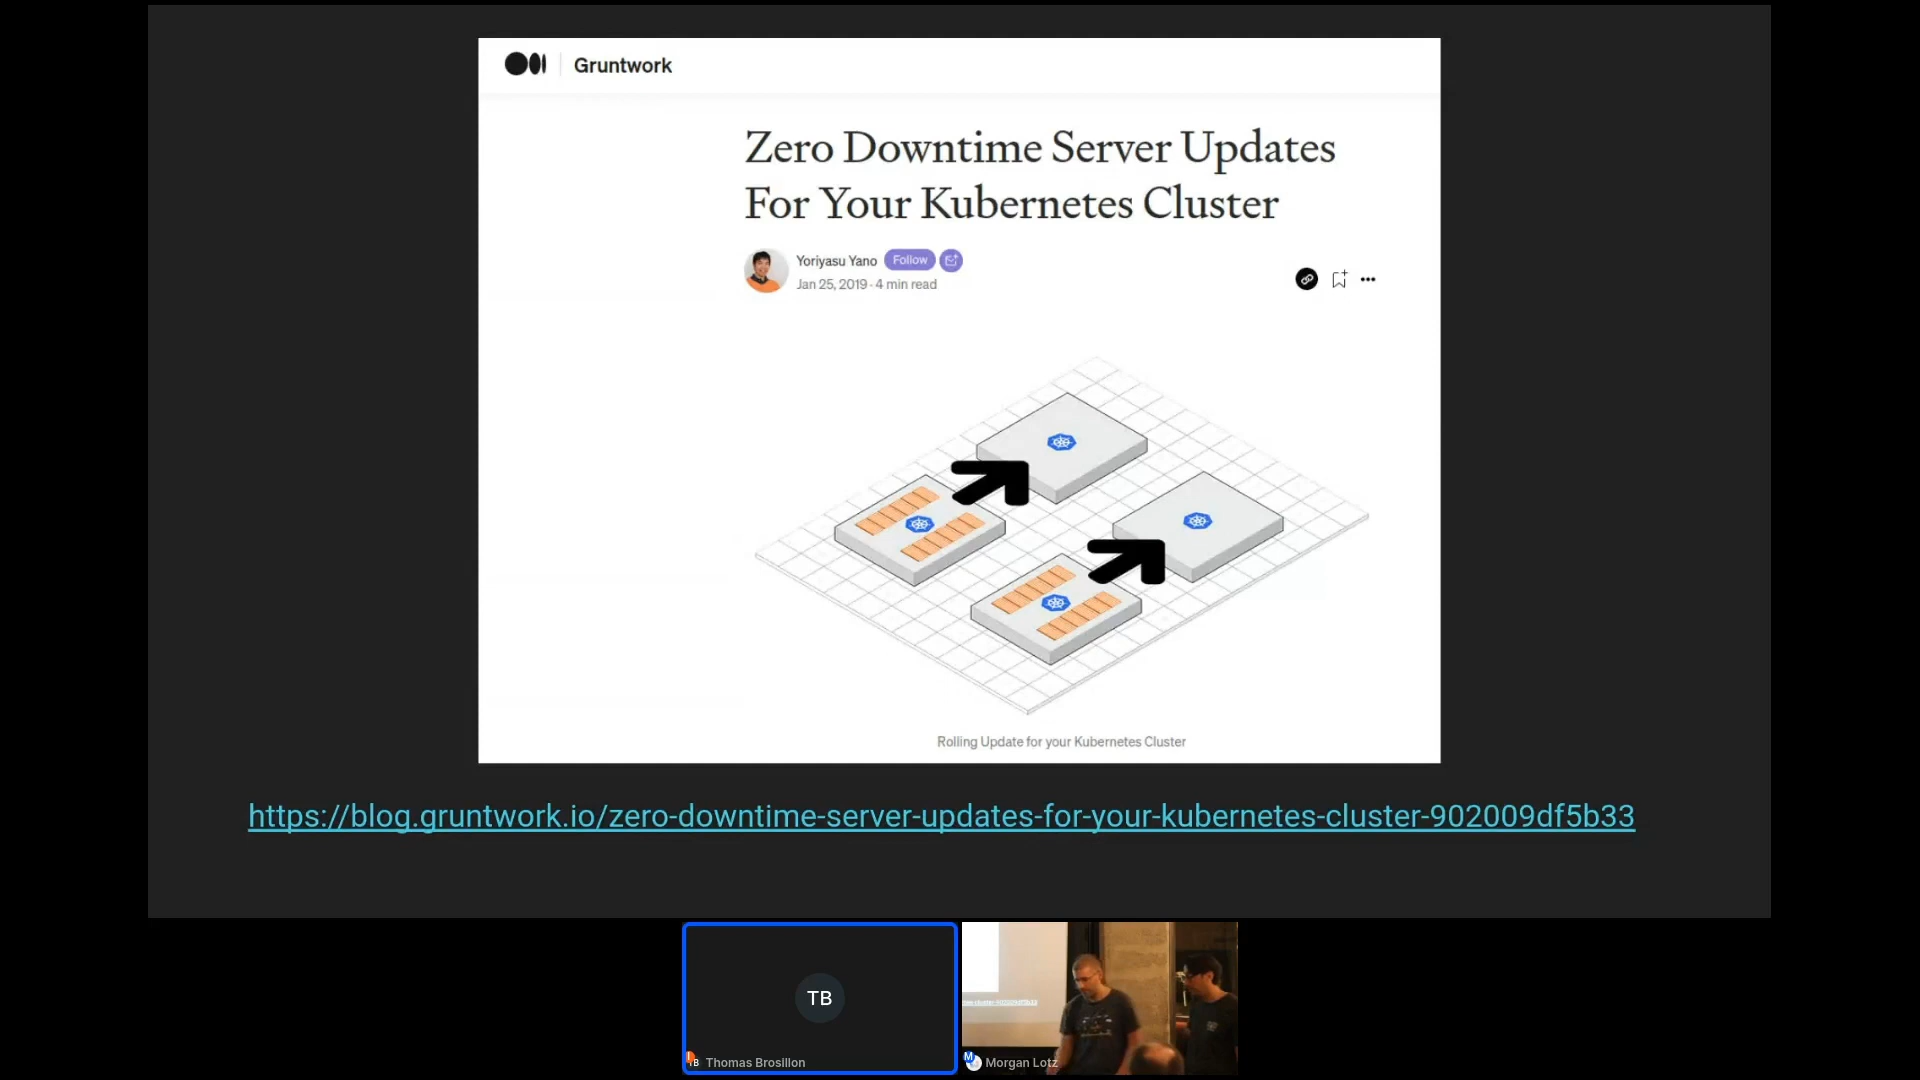 Gruntwork
Zero Downtime Server Updates
For Your Kubernetes Cluster
Yoriyasu Yano Follow
Jan 25, 2019 · 4 min read
Rolling Update for your Kubernetes Cluster
https://blog.gruntwork.io/zero-downtime-server-updates-for-your-kubernetes-cluster-902009df5b33
TB
Thomas Brosillon
Morgan Lotz